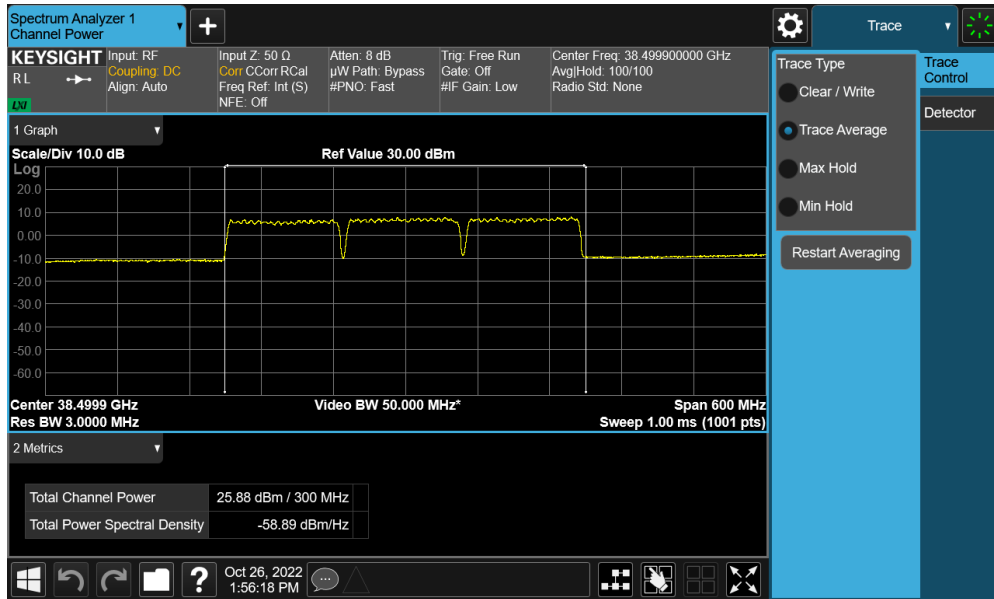 Spectrum Analyzer 1
Channel Power
+
Trace
KEYSIGHT
R L
LXI
Input: RF
Coupling: DC
Align: Auto
Input Z: 50 Ω
Corr CCorr RCal
Freq Ref: Int (S)
NFE: Off
Atten: 8 dB
µW Path: Bypass
#PNO: Fast
Trig: Free Run
Gate: Off
#IF Gain: Low
Center Freq: 38.499900000 GHz
Avg|Hold: 100/100
Radio Std: None
1 Graph
Scale/Div 10.0 dB
Ref Value 30.00 dBm
Log
20.0
10.0
0.00
-10.0
-20.0
-30.0
-40.0
-50.0
-60.0
Center 38.4999 GHz
Video BW 50.000 MHz*
Span 600 MHz
Res BW 3.0000 MHz
Sweep 1.00 ms (1001 pts)
2 Metrics
Total Channel Power 25.88 dBm / 300 MHz
Total Power Spectral Density -58.89 dBm/Hz
?
Oct 26, 2022
1:56:18 PM
Trace Type
Clear / Write
Trace Average
Max Hold
Min Hold
Restart Averaging
Trace
Control
Detector